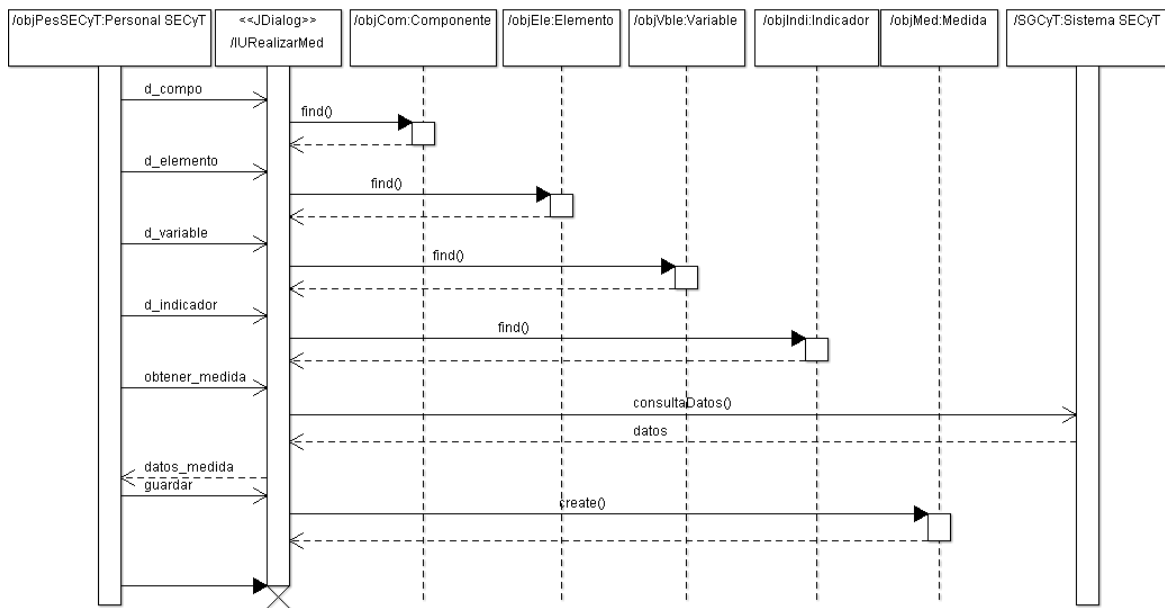 /objPesSECyT:Personal SECyT
<<JDialog>>
/IURealizarMed
/objCom:Componente
/objEle:Elemento
/objVble:Variable
/objIndi:Indicador
/objMed:Medida
/SGCyT:Sistema SECyT
d_compo
find()
d_elemento
find()
d_variable
find()
d_indicador
find()
obtener_medida
consultaDatos()
datos
datos_medida
guardar
create()